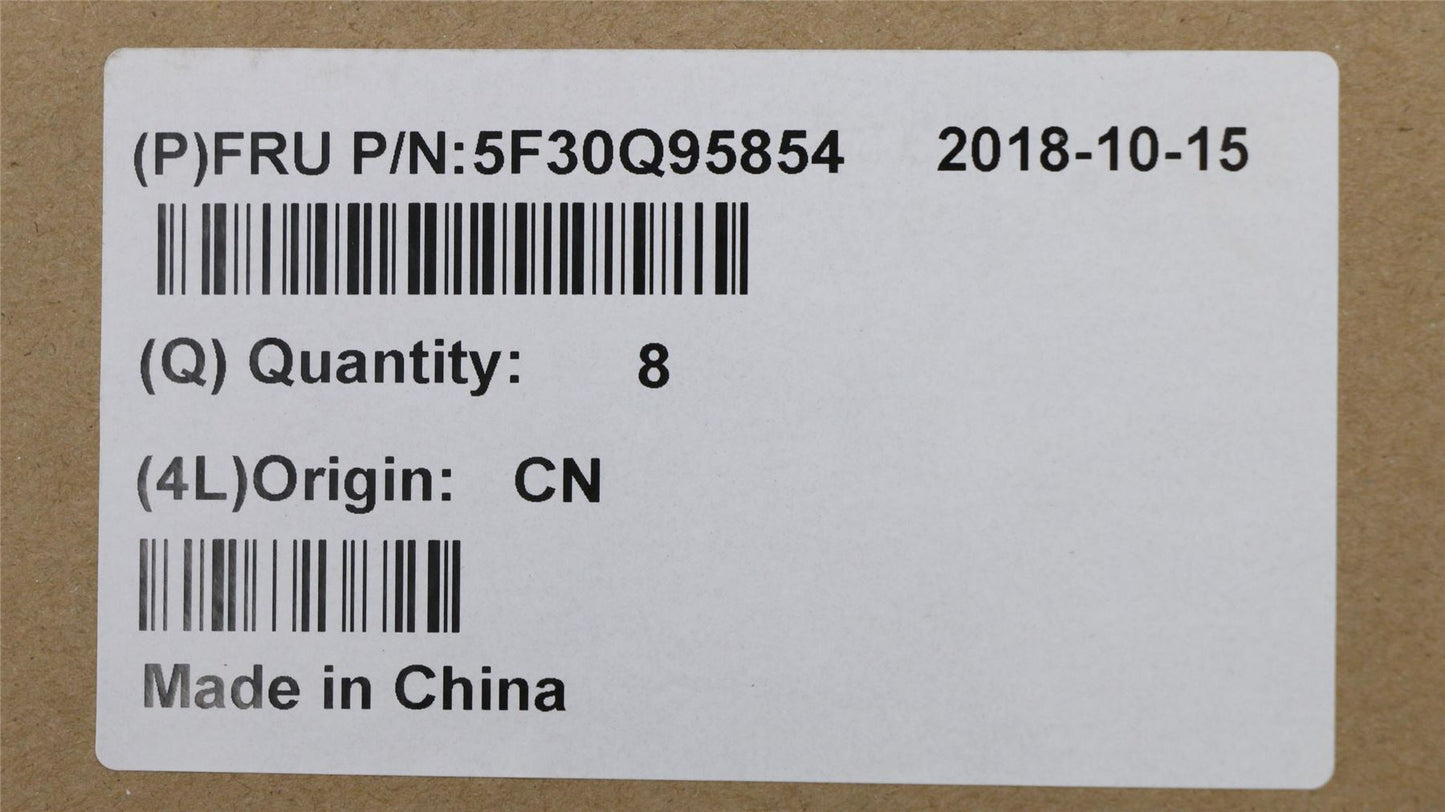 (P)FRU P/N:5F30Q95854 2018-10-15
(Q) Quantity: 8
(4L)Origin: CN
Made in China